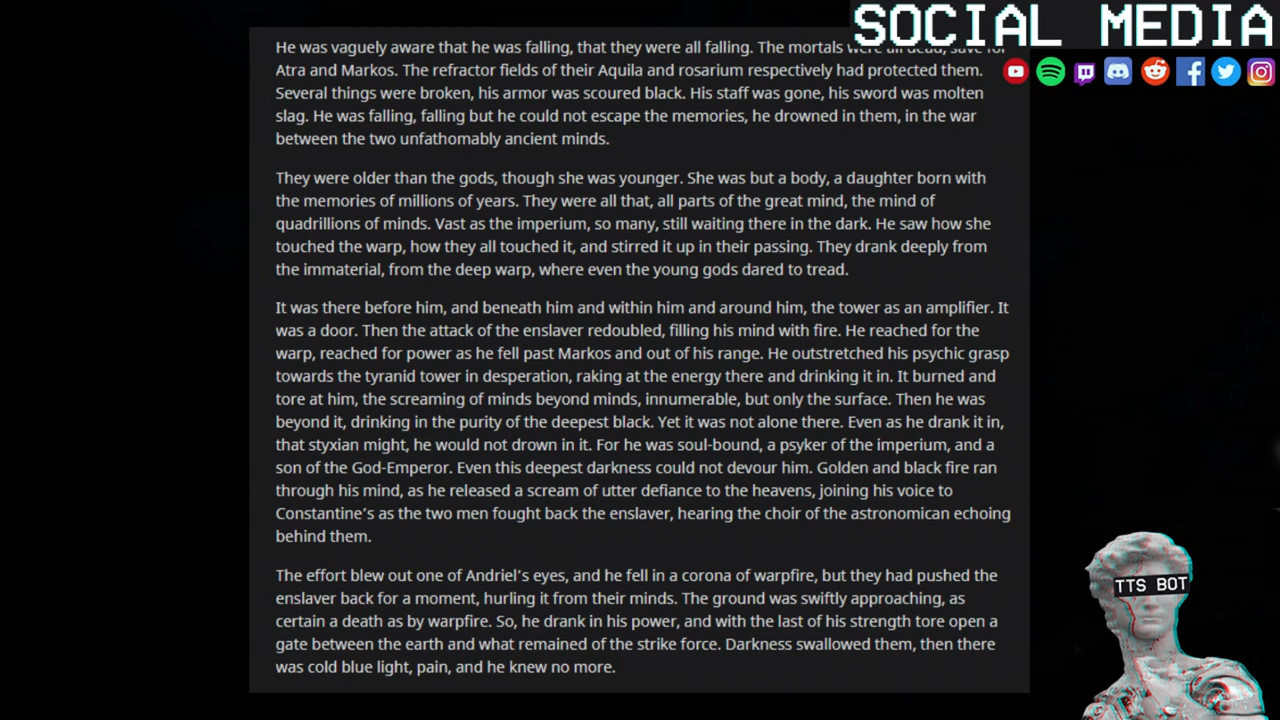 SOCIAL MEDIA
He was vaguely aware that he was falling, that they were all falling. The mortals were all dead, save for
Atra and Markos. The refractor fields of their Aquila and rosarium respectively had protected them.
Several things were broken, his armor was scoured black. His staff was gone, his sword was molten
slag. He was falling, falling but he could not escape the memories, he drowned in them, in the war
between the two unfathomably ancient minds.
They were older than the gods, though she was younger. She was but a body, a daughter born with
the memories of millions of years. They were all that, all parts of the great mind, the mind of
quadrillions of minds. Vast as the imperium, so many, still waiting there in the dark. He saw how she
touched the warp, how they all touched it, and stirred it up in their passing. They drank deeply from
the immaterial, from the deep warp, where even the young gods dared to tread.
It was there before him, and beneath him and within him and around him, the tower as an amplifier. It
was a door. Then the attack of the enslaver redoubled, filling his mind with fire. He reached for the
warp, reached for power as he fell past Markos and out of his range. He outstretched his psychic grasp
towards the tyranid tower in desperation, raking at the energy there and drinking it in. It burned and
tore at him, the screaming of minds beyond minds, innumerable, but only the surface. Then he was
beyond it, drinking in the purity of the deepest black. Yet it was not alone there. Even as he drank it in,
that styxian might, he would not drown in it. For he was soul-bound, a psyker of the imperium, and a
son of the God-Emperor. Even this deepest darkness could not devour him. Golden and black fire ran
through his mind, as he released a scream of utter defiance to the heavens, joining his voice to
Constantine's as the two men fought back the enslaver, hearing the choir of the astronomican echoing
behind them.
The effort blew out one of Andriel's eyes, and he fell in a corona of warpfire, but they had pushed the
enslaver back for a moment, hurling it from their minds. The ground was swiftly approaching, as
certain a death as by warpfire. So, he drank in his power, and with the last of his strength tore open a
gate between the earth and what remained of the strike force. Darkness swallowed them, then there
was cold blue light, pain, and he knew no more.
TTS BOT